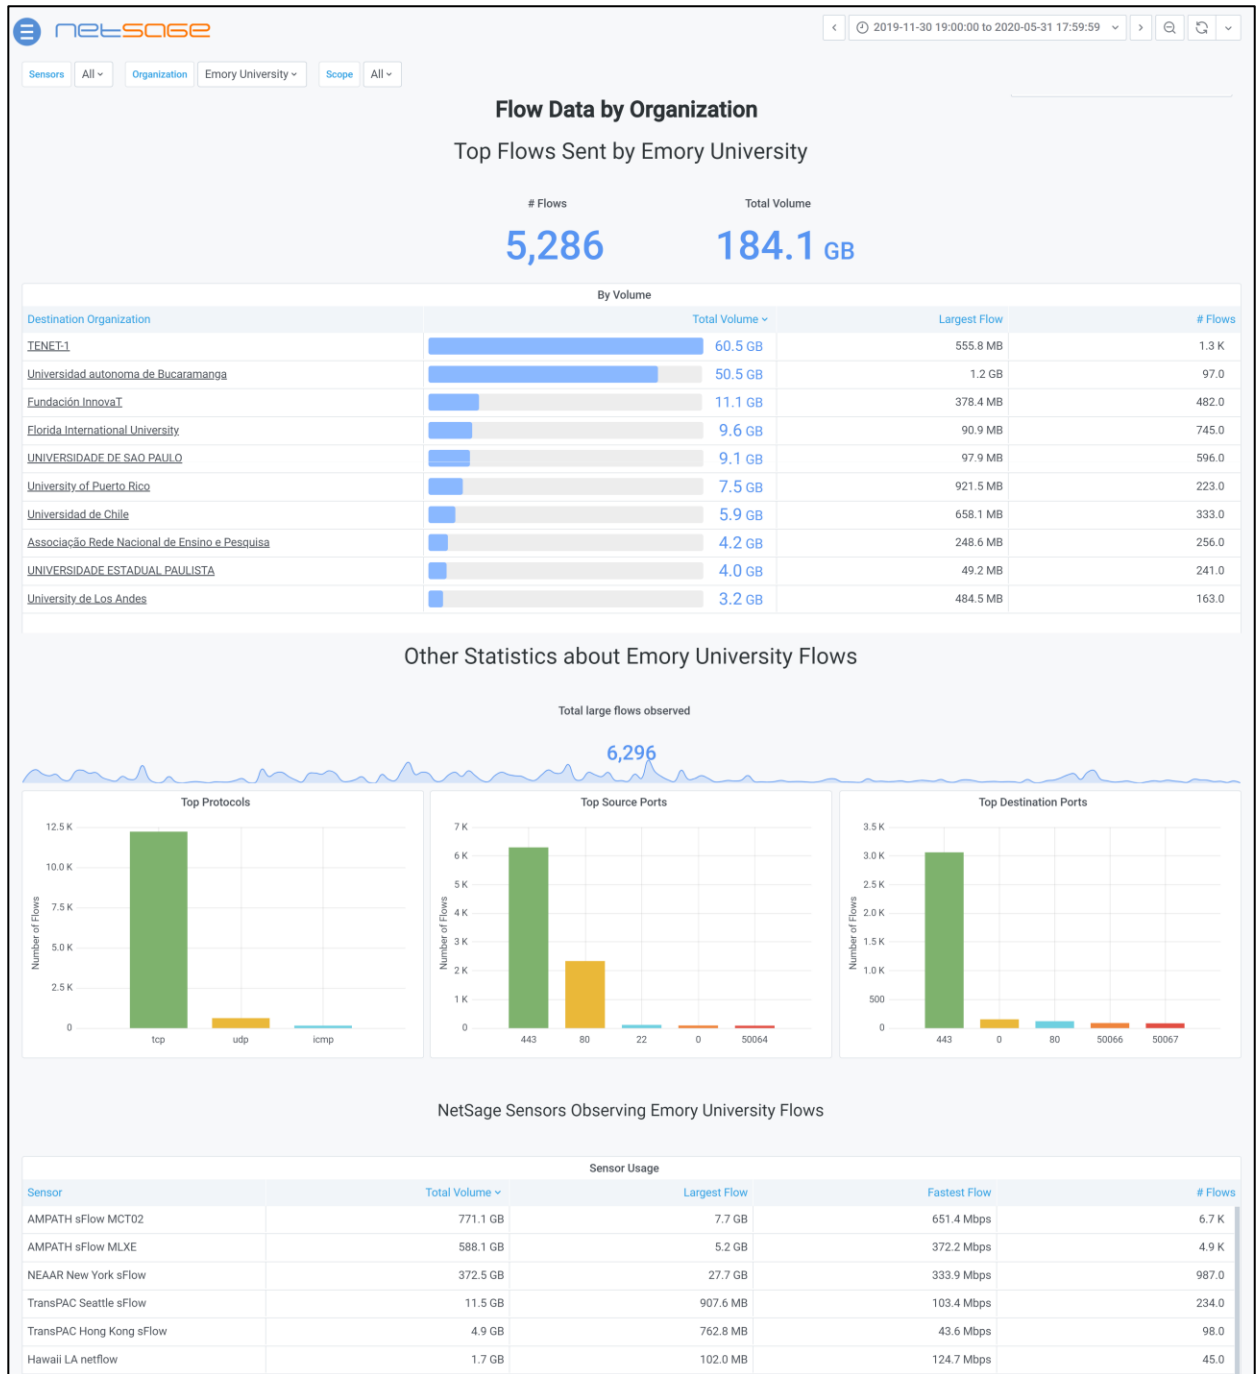 netsage
2019-11-30 19:00:00 to 2020-05-31 17:59:59
Sensors All Organization Emory University Scope All
Flow Data by Organization
Top Flows Sent by Emory University
# Flows Total Volume
5,286 184.1 GB
By Volume
Destination Organization Total Volume Largest Flow # Flows
TENET-1 60.5 GB 555.8 MB 1.3 K
Universidad autonoma de Bucaramanga 50.5 GB 1.2 GB 97.0
Fundación InnovaT 11.1 GB 378.4 MB 482.0
Florida International University 9.6 GB 90.9 MB 745.0
UNIVERSIDADE DE SAO PAULO 9.1 GB 97.9 MB 596.0
University of Puerto Rico 7.5 GB 921.5 MB 223.0
Universidad de Chile 5.9 GB 658.1 MB 333.0
Associação Rede Nacional de Ensino e Pesquisa 4.2 GB 248.6 MB 256.0
UNIVERSIDADE ESTADUAL PAULISTA 4.0 GB 49.2 MB 241.0
University de Los Andes 3.2 GB 484.5 MB 163.0
Other Statistics about Emory University Flows
Total large flows observed
6,296
Top Protocols
Number of Flows
12.5 K
10.0 K
7.5 K
5.0 K
2.5 K
0
tcp udp icmp
Top Source Ports
Number of Flows
7 K
6 K
5 K
4 K
3 K
2 K
1 K
0
443 80 22 0 50064
Top Destination Ports
Number of Flows
3.5 K
3.0 K
2.5 K
2.0 K
1.5 K
1.0 K
500
0
443 0 80 50066 50067
NetSage Sensors Observing Emory University Flows
Sensor Usage
Sensor Total Volume Largest Flow Fastest Flow # Flows
AMPATH sFlow MCT02 771.1 GB 7.7 GB 651.4 Mbps 6.7 K
AMPATH sFlow MLXE 588.1 GB 5.2 GB 372.2 Mbps 4.9 K
NEAAR New York sFlow 372.5 GB 27.7 GB 333.9 Mbps 987.0
TransPAC Seattle sFlow 11.5 GB 907.6 MB 103.4 Mbps 234.0
TransPAC Hong Kong sFlow 4.9 GB 762.8 MB 43.6 Mbps 98.0
Hawaii LA netflow 1.7 GB 102.0 MB 124.7 Mbps 45.0